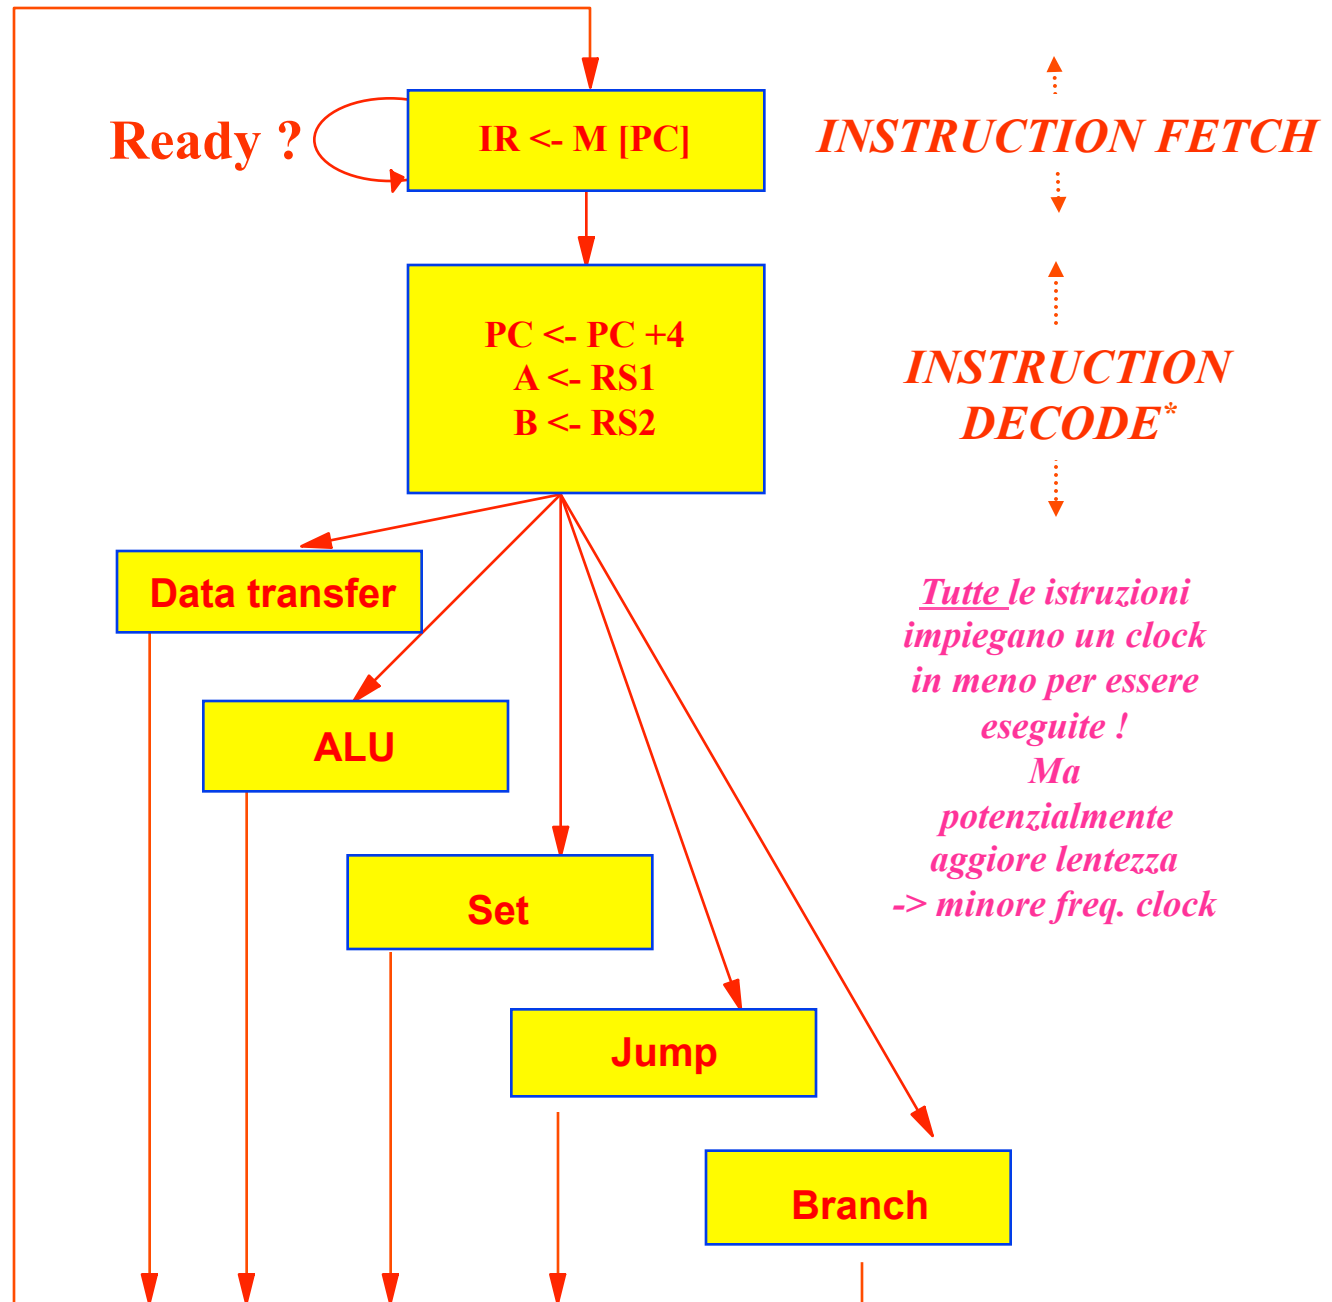 Ready ?
IR <- M [PC]
INSTRUCTION FETCH
PC <- PC +4
A <- RS1
B <- RS2
INSTRUCTION
DECODE*
Data transfer
ALU
Set
Jump
Branch
Tutte le istruzioni
impiegano un clock
in meno per essere
eseguite !
Ma
potenzialmente
aggiore lentezza
-> minore freq. clock